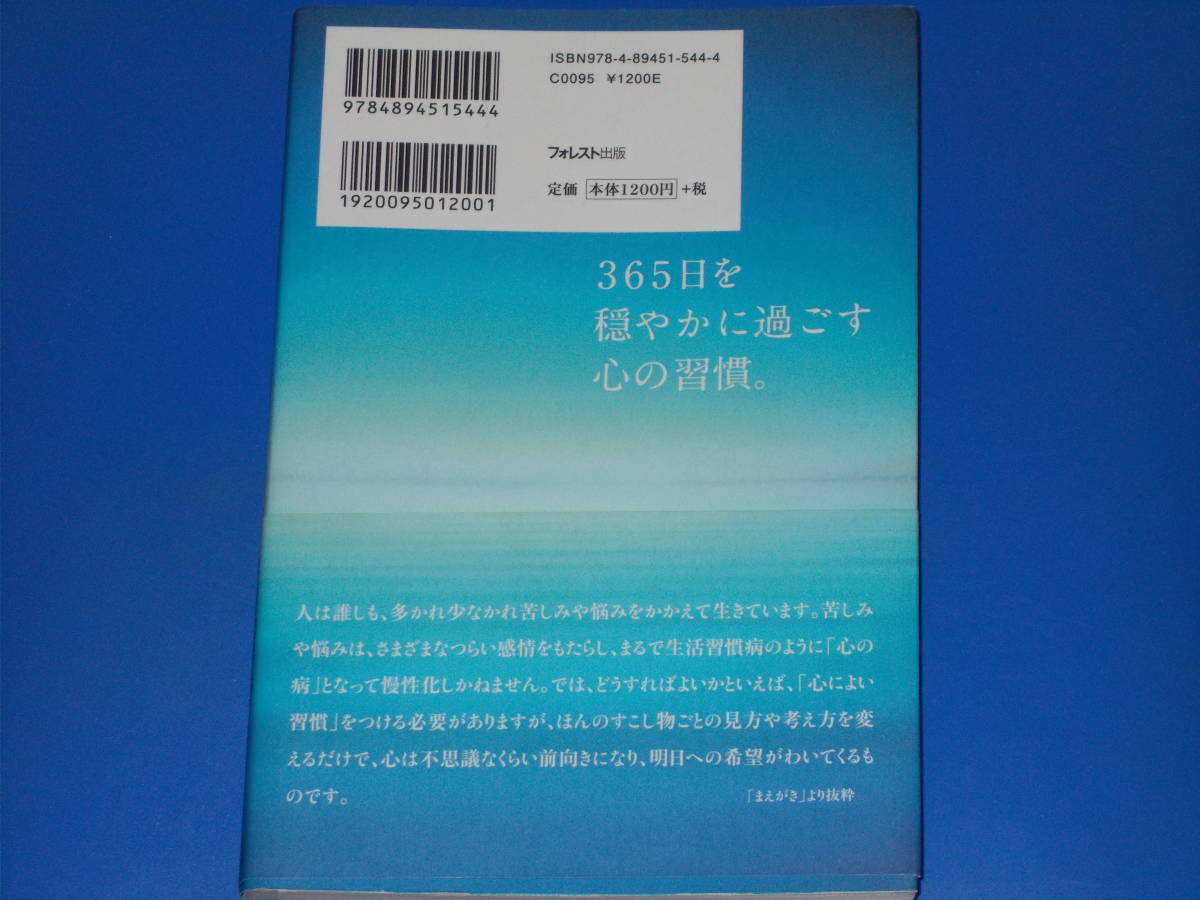 ISBN978-4-89451-544-4
C0095 ¥1200E
9784894515444
フォレスト出版
定価 本体1200円 +税
1920095012001
365日を
穏やかに過ごす
心の習慣。
人は誰しも、多かれ少なかれ苦しみや悩みをかかえて生きています。苦しみ
や悩みは、さまざまなつらい感情をもたらし、まるで生活習慣病のように「心の
病」となって慢性化しかねません。では、どうすればよいかといえば、「心によい
習慣」をつける必要がありますが、ほんのすこし物ごとの見方や考え方を変
えるだけで、心は不思議なくらい前向きになり、明日への希望がわいてくるも
のです。
「まえがき」より抜粋